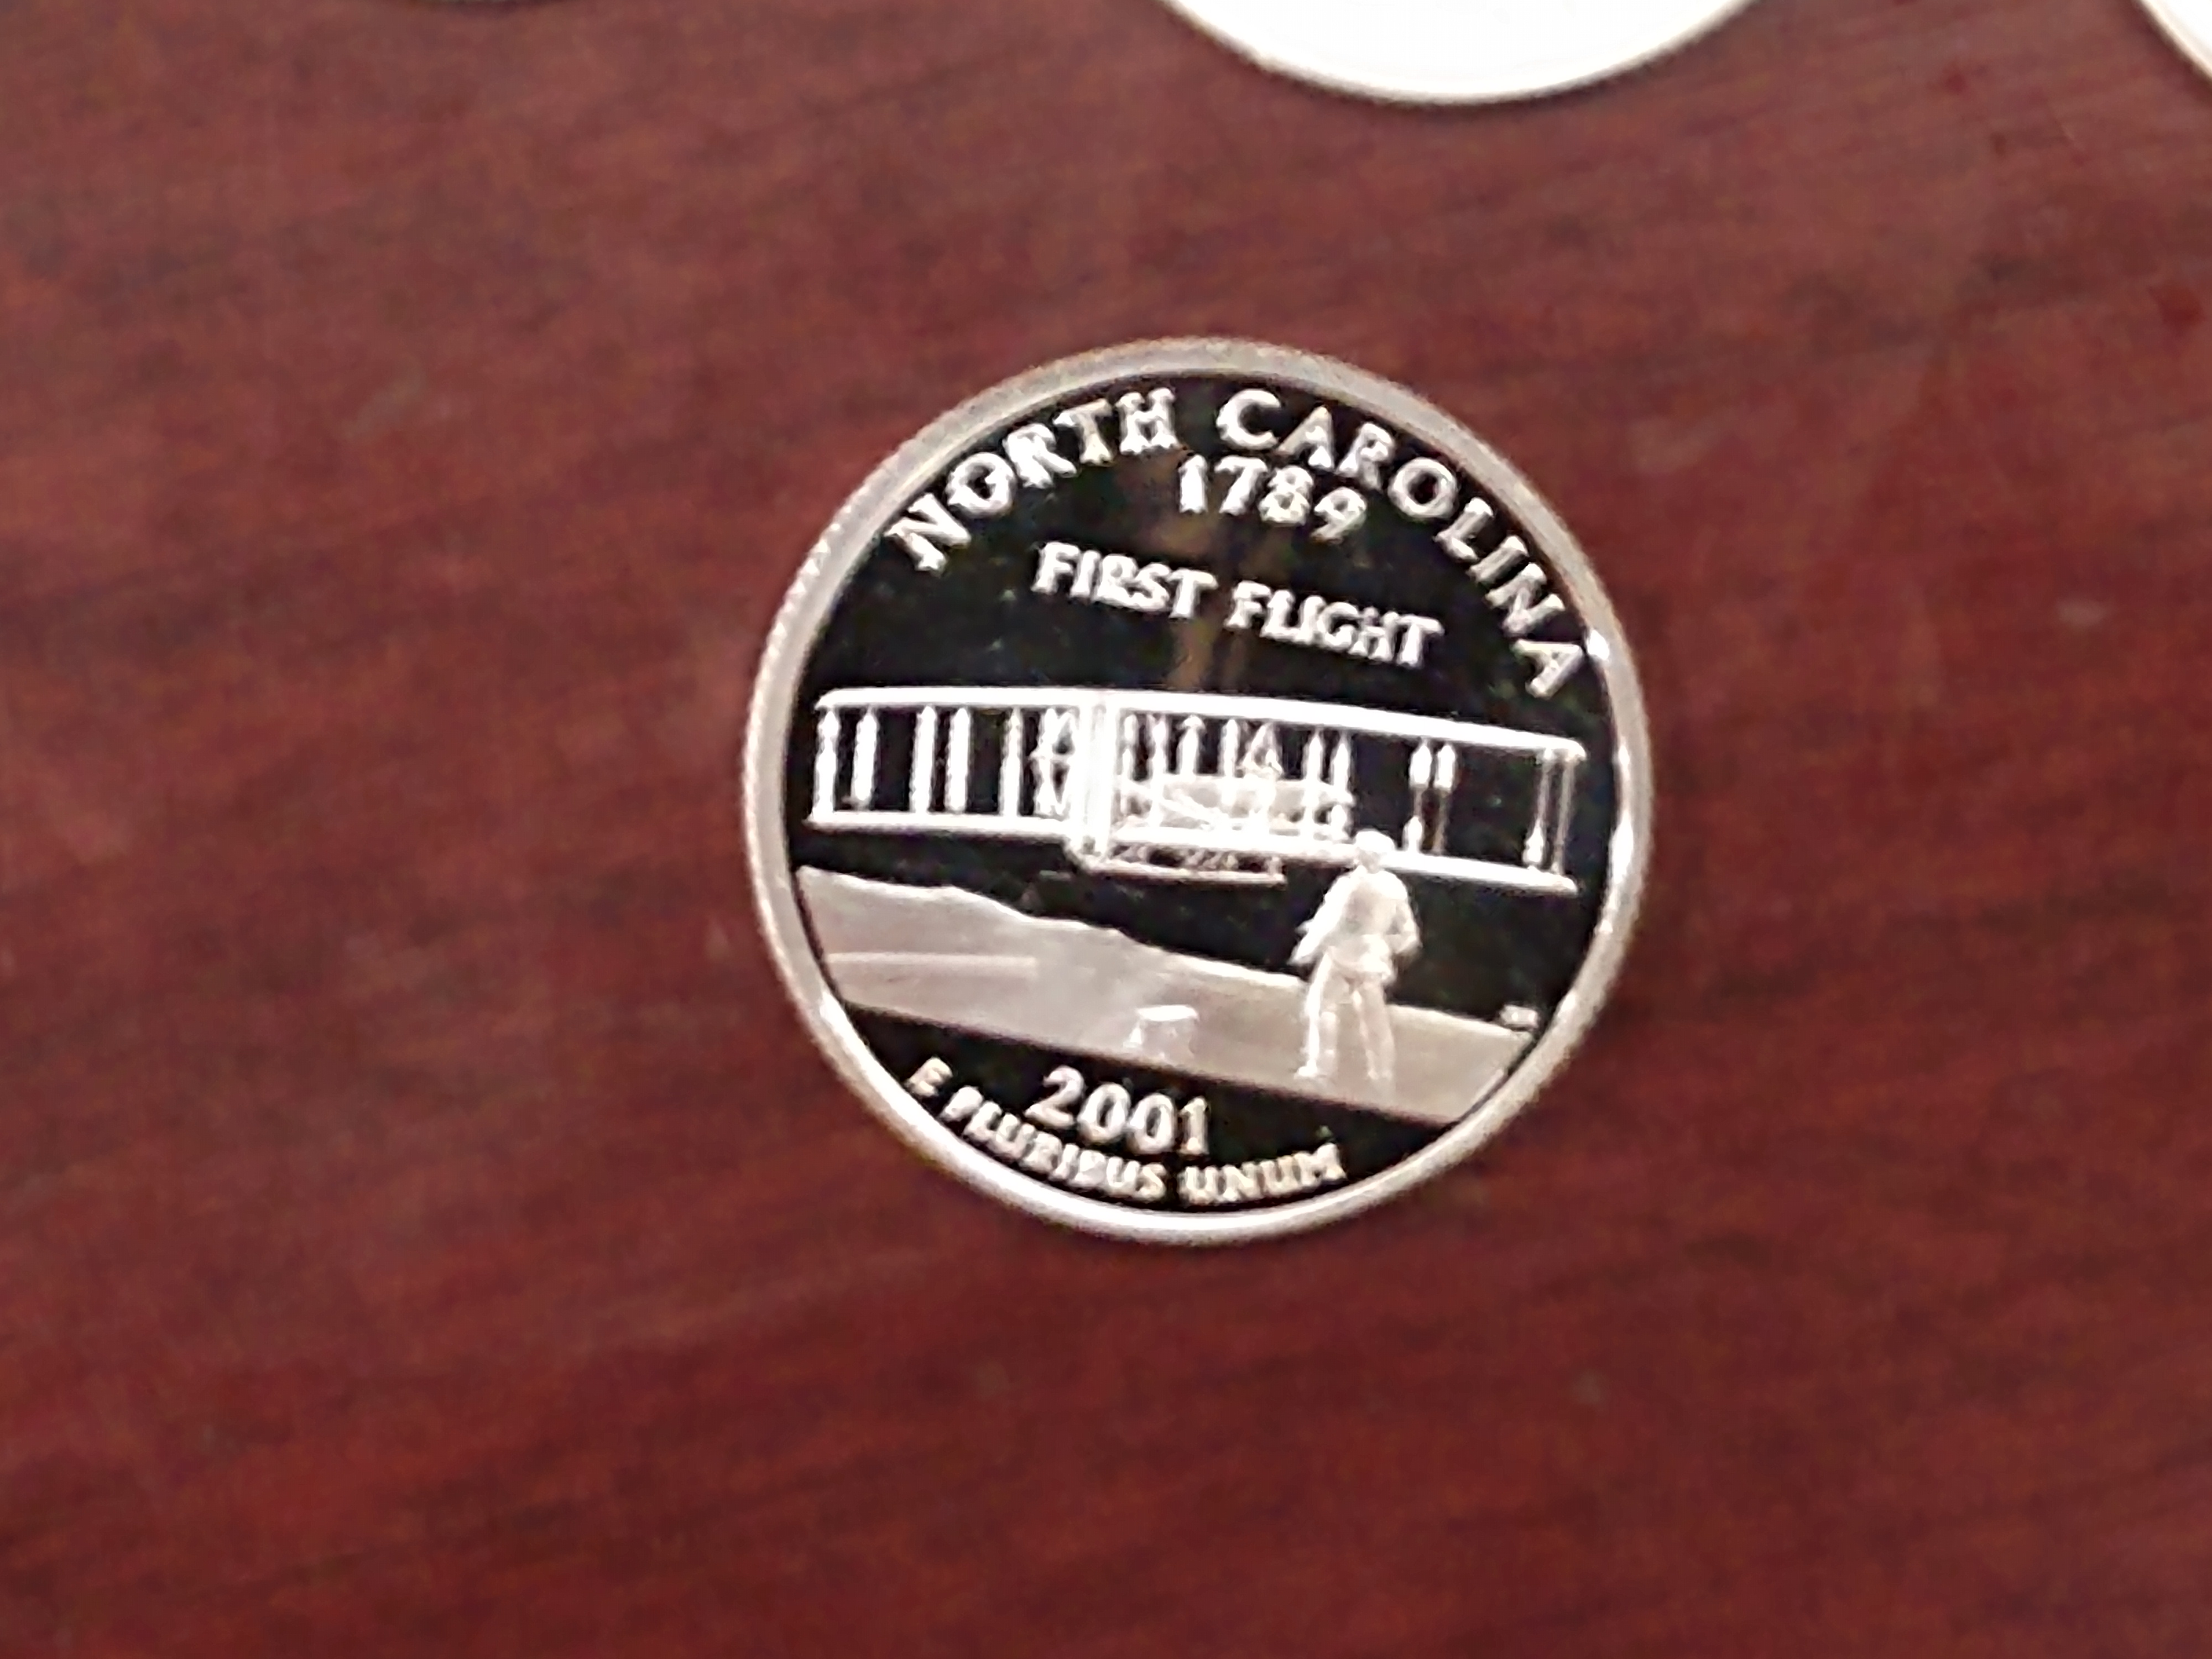 NORTH CAROLINA
1789
FIRST FLIGHT
2001
E PLURIBUS UNUM